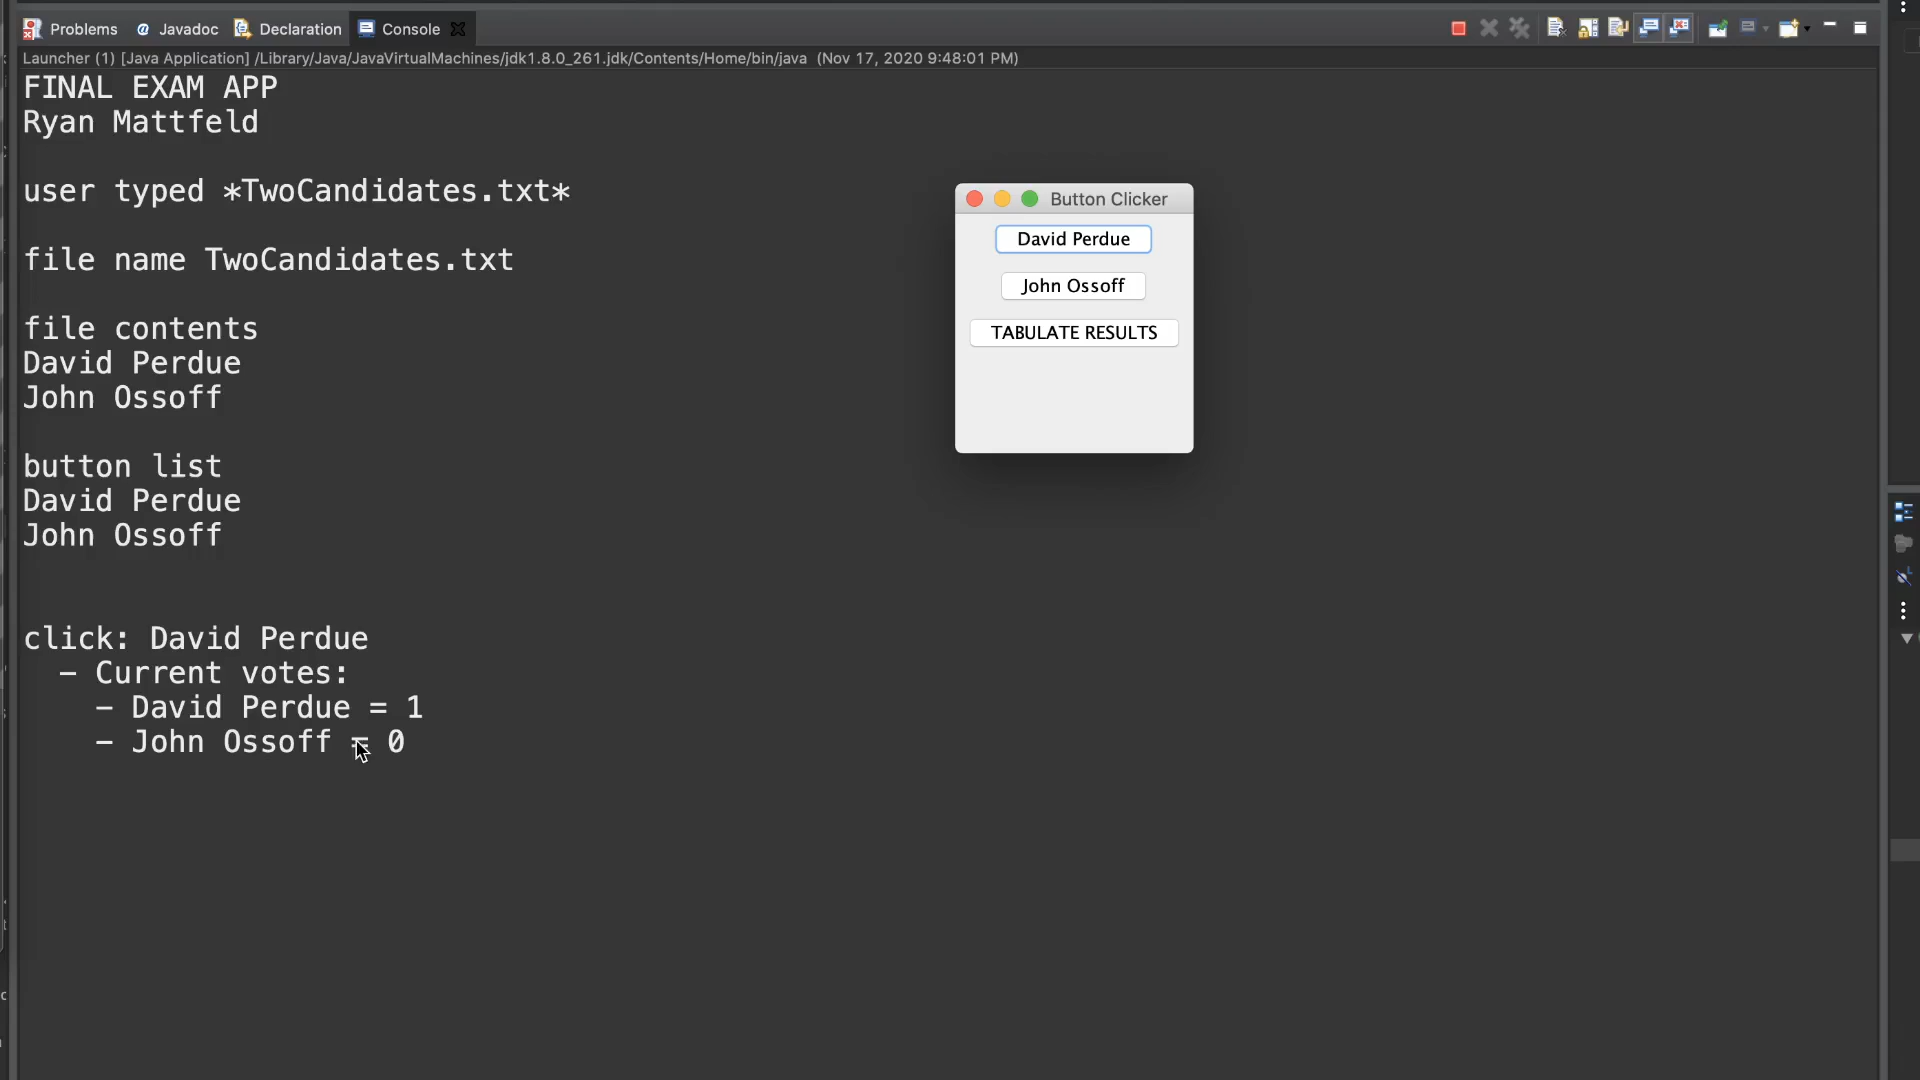 Problems @ Javadoc Declaration Console
Launcher (1) [Java Application] /Library/Java/JavaVirtualMachines/jdk1.8.0_261.jdk/Contents/Home/bin/java (Nov 17, 2020 9:48:01 PM)
FINAL EXAM APP
Ryan Mattfeld
user typed *TwoCandidates.txt*
file name TwoCandidates.txt
file contents
David Perdue
John Ossoff
button list
David Perdue
John Ossoff
click: David Perdue
– Current votes:
– David Perdue = 1
– John Ossoff = 0
Button Clicker
David Perdue
John Ossoff
TABULATE RESULTS